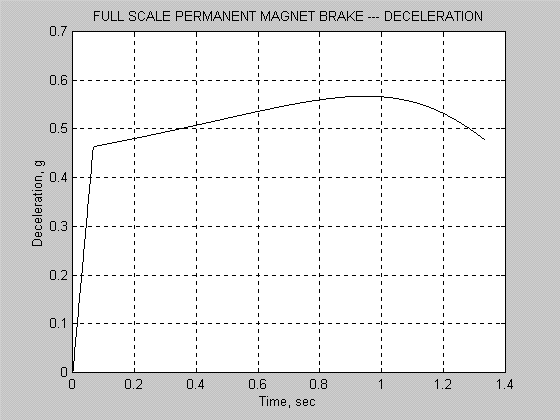 FULL SCALE PERMANENT MAGNET BRAKE --- DECELERATION
0.7
0.6
0.5
0.4
0.3
0.2
0.1
0
Deceleration, g
0 0.2 0.4 0.6 0.8 1 1.2 1.4
Time, sec